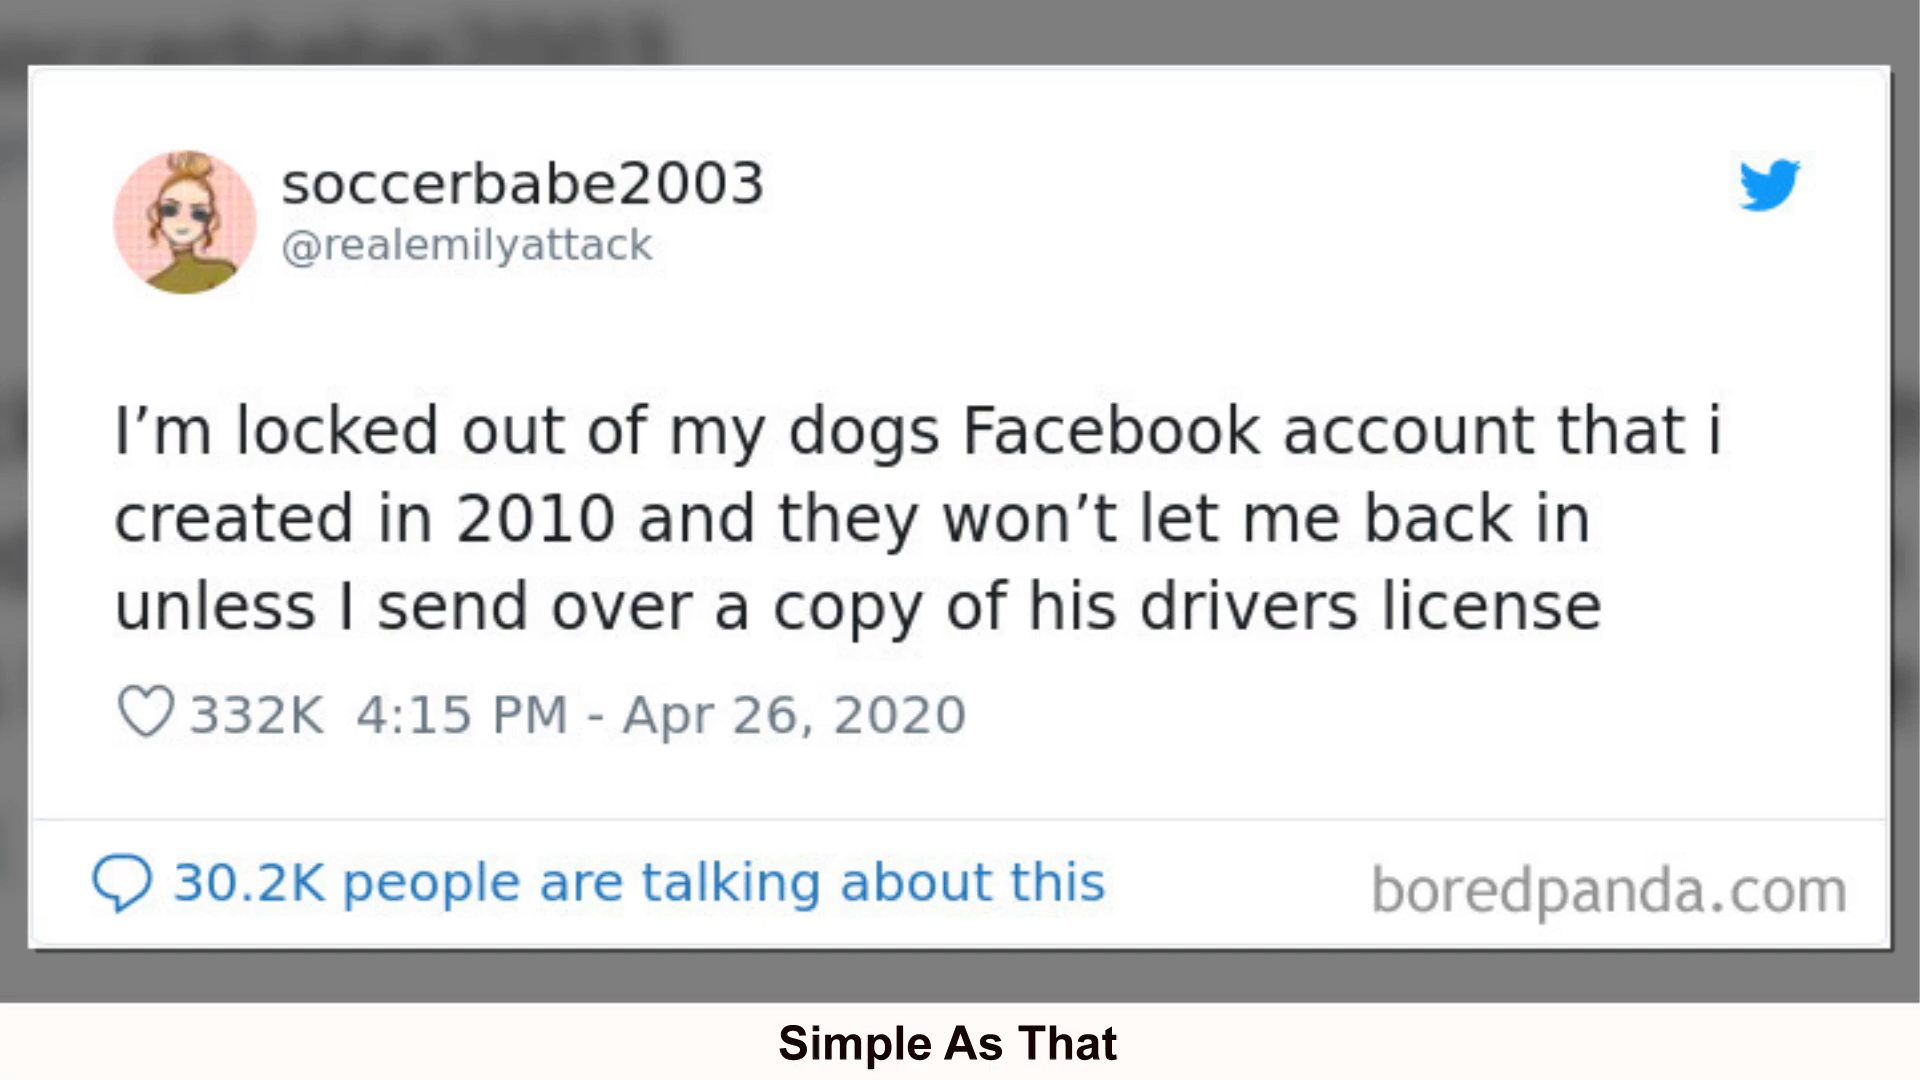 soccerbabe2003
@realemilyattack
I’m locked out of my dogs Facebook account that i
created in 2010 and they won’t let me back in
unless I send over a copy of his drivers license
332K 4:15 PM - Apr 26, 2020
30.2K people are talking about this
boredpanda.com
Simple As That